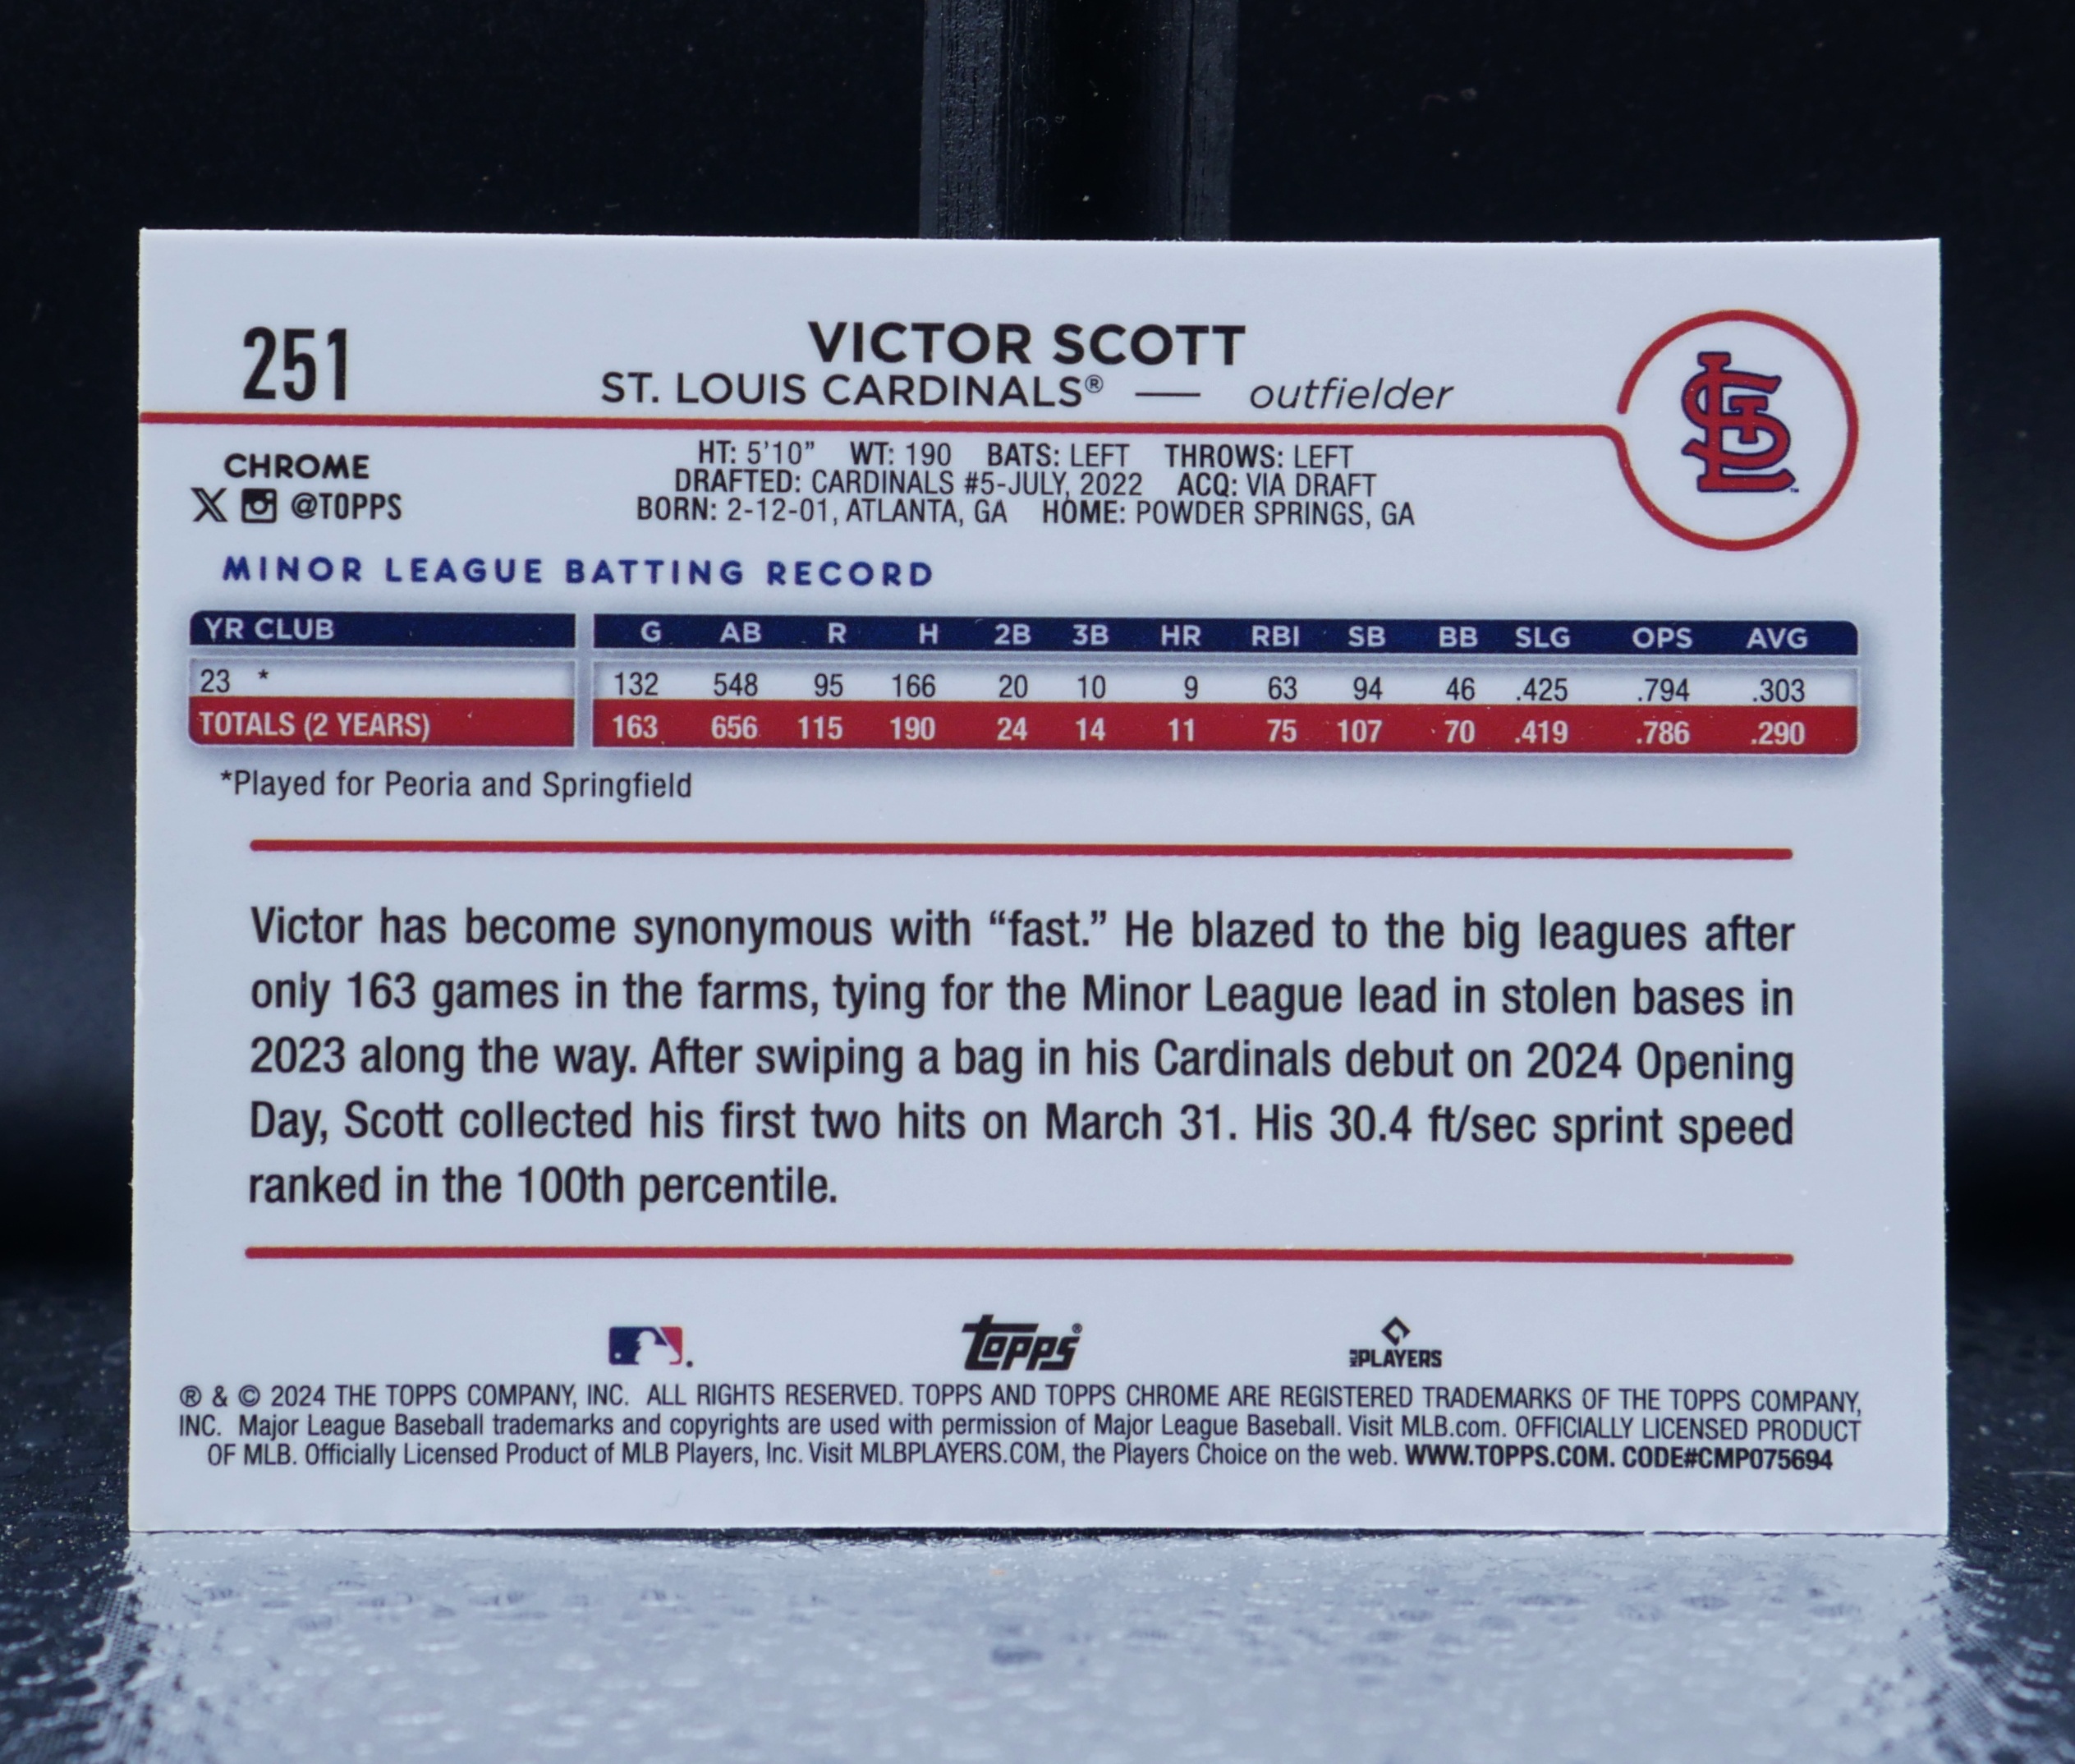 251
VICTOR SCOTT
ST. LOUIS CARDINALS® — outfielder
STL
CHROME
X @TOPPS
HT: 5'10” WT: 190 BATS: LEFT THROWS: LEFT
DRAFTED: CARDINALS #5-JULY, 2022 ACQ: VIA DRAFT
BORN: 2-12-01, ATLANTA, GA HOME: POWDER SPRINGS, GA
MINOR LEAGUE BATTING RECORD
YR CLUB G AB R H 2B 3B HR RBI SB BB SLG OPS AVG
23 * 132 548 95 166 20 10 9 63 94 46 .425 .794 .303
TOTALS (2 YEARS) 163 656 115 190 24 14 11 75 107 70 .419 .786 .290
*Played for Peoria and Springfield
Victor has become synonymous with “fast.” He blazed to the big leagues after
only 163 games in the farms, tying for the Minor League lead in stolen bases in
2023 along the way. After swiping a bag in his Cardinals debut on 2024 Opening
Day, Scott collected his first two hits on March 31. His 30.4 ft/sec sprint speed
ranked in the 100th percentile.
Topps® MLB PLAYERS
® & © 2024 THE TOPPS COMPANY, INC. ALL RIGHTS RESERVED. TOPPS AND TOPPS CHROME ARE REGISTERED TRADEMARKS OF THE TOPPS COMPANY,
INC. Major League Baseball trademarks and copyrights are used with permission of Major League Baseball. Visit MLB.com. OFFICIALLY LICENSED PRODUCT
OF MLB. Officially Licensed Product of MLB Players, Inc. Visit MLBPLAYERS.COM, the Players Choice on the web. WWW.TOPPS.COM. CODE#CMP075694